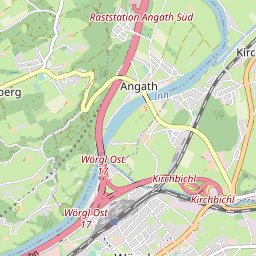 Raststation Angath Süd
Kirc
berg
Angath
Inn
Wörgl Ost
17
Kirchbichl
Kirchbichl
Wörgl Ost
17